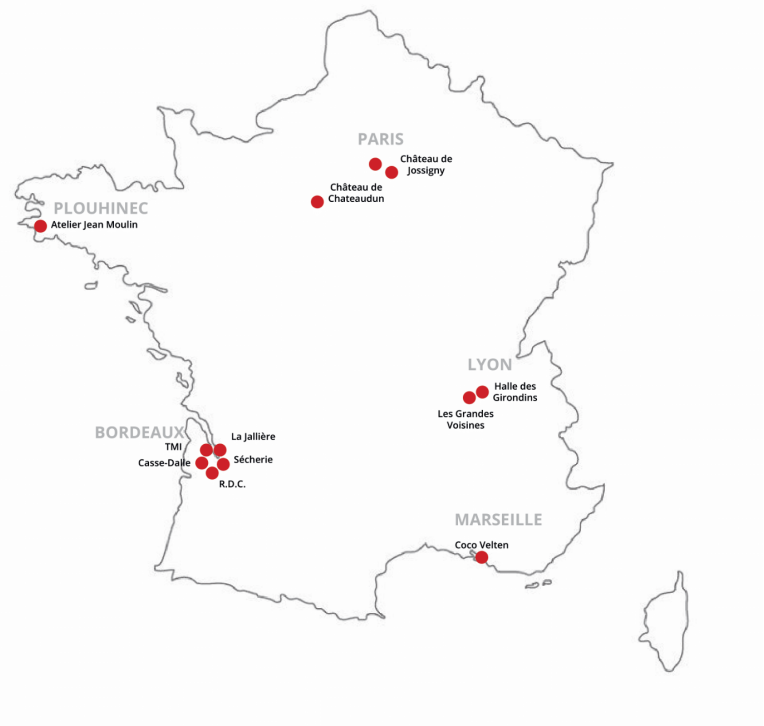 PARIS
Château de
Jossigny
Château de
Chateaudun
PLOUHINEC
Atelier Jean Moulin
LYON
Halle des
Girondins
Les Grandes
Voisines
BORDEAUX
La Jallière
TMI
Casse-Dalle
Sécherie
R.D.C.
MARSEILLE
Coco Velten